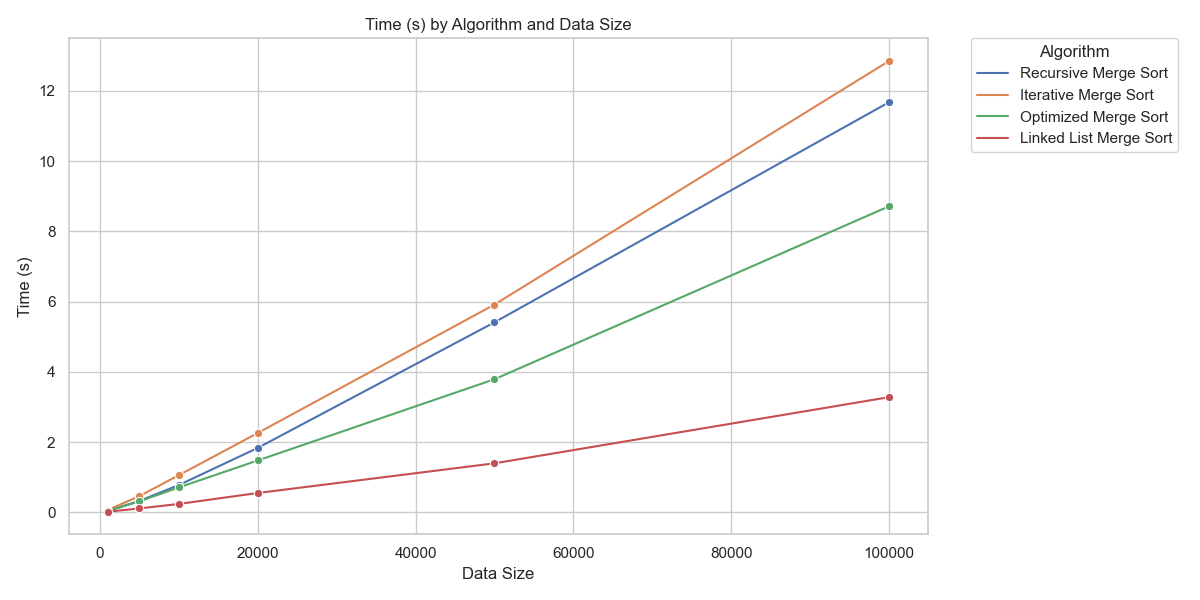 Time (s) by Algorithm and Data Size
Time (s)
12
10
8
6
4
2
0
0 20000 40000 60000 80000 100000
Data Size
Algorithm
Recursive Merge Sort
Iterative Merge Sort
Optimized Merge Sort
Linked List Merge Sort